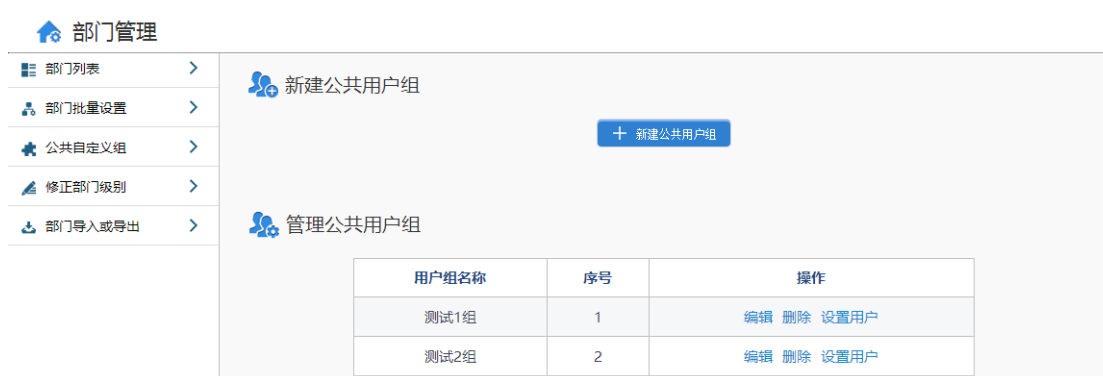 部门管理
部门列表
部门批量设置
公共自定义组
修正部门级别
部门导入或导出
新建公共用户组
新建公共用户组
管理公共用户组
用户组名称 序号 操作
测试1组 1 编辑 删除 设置用户
测试2组 2 编辑 删除 设置用户